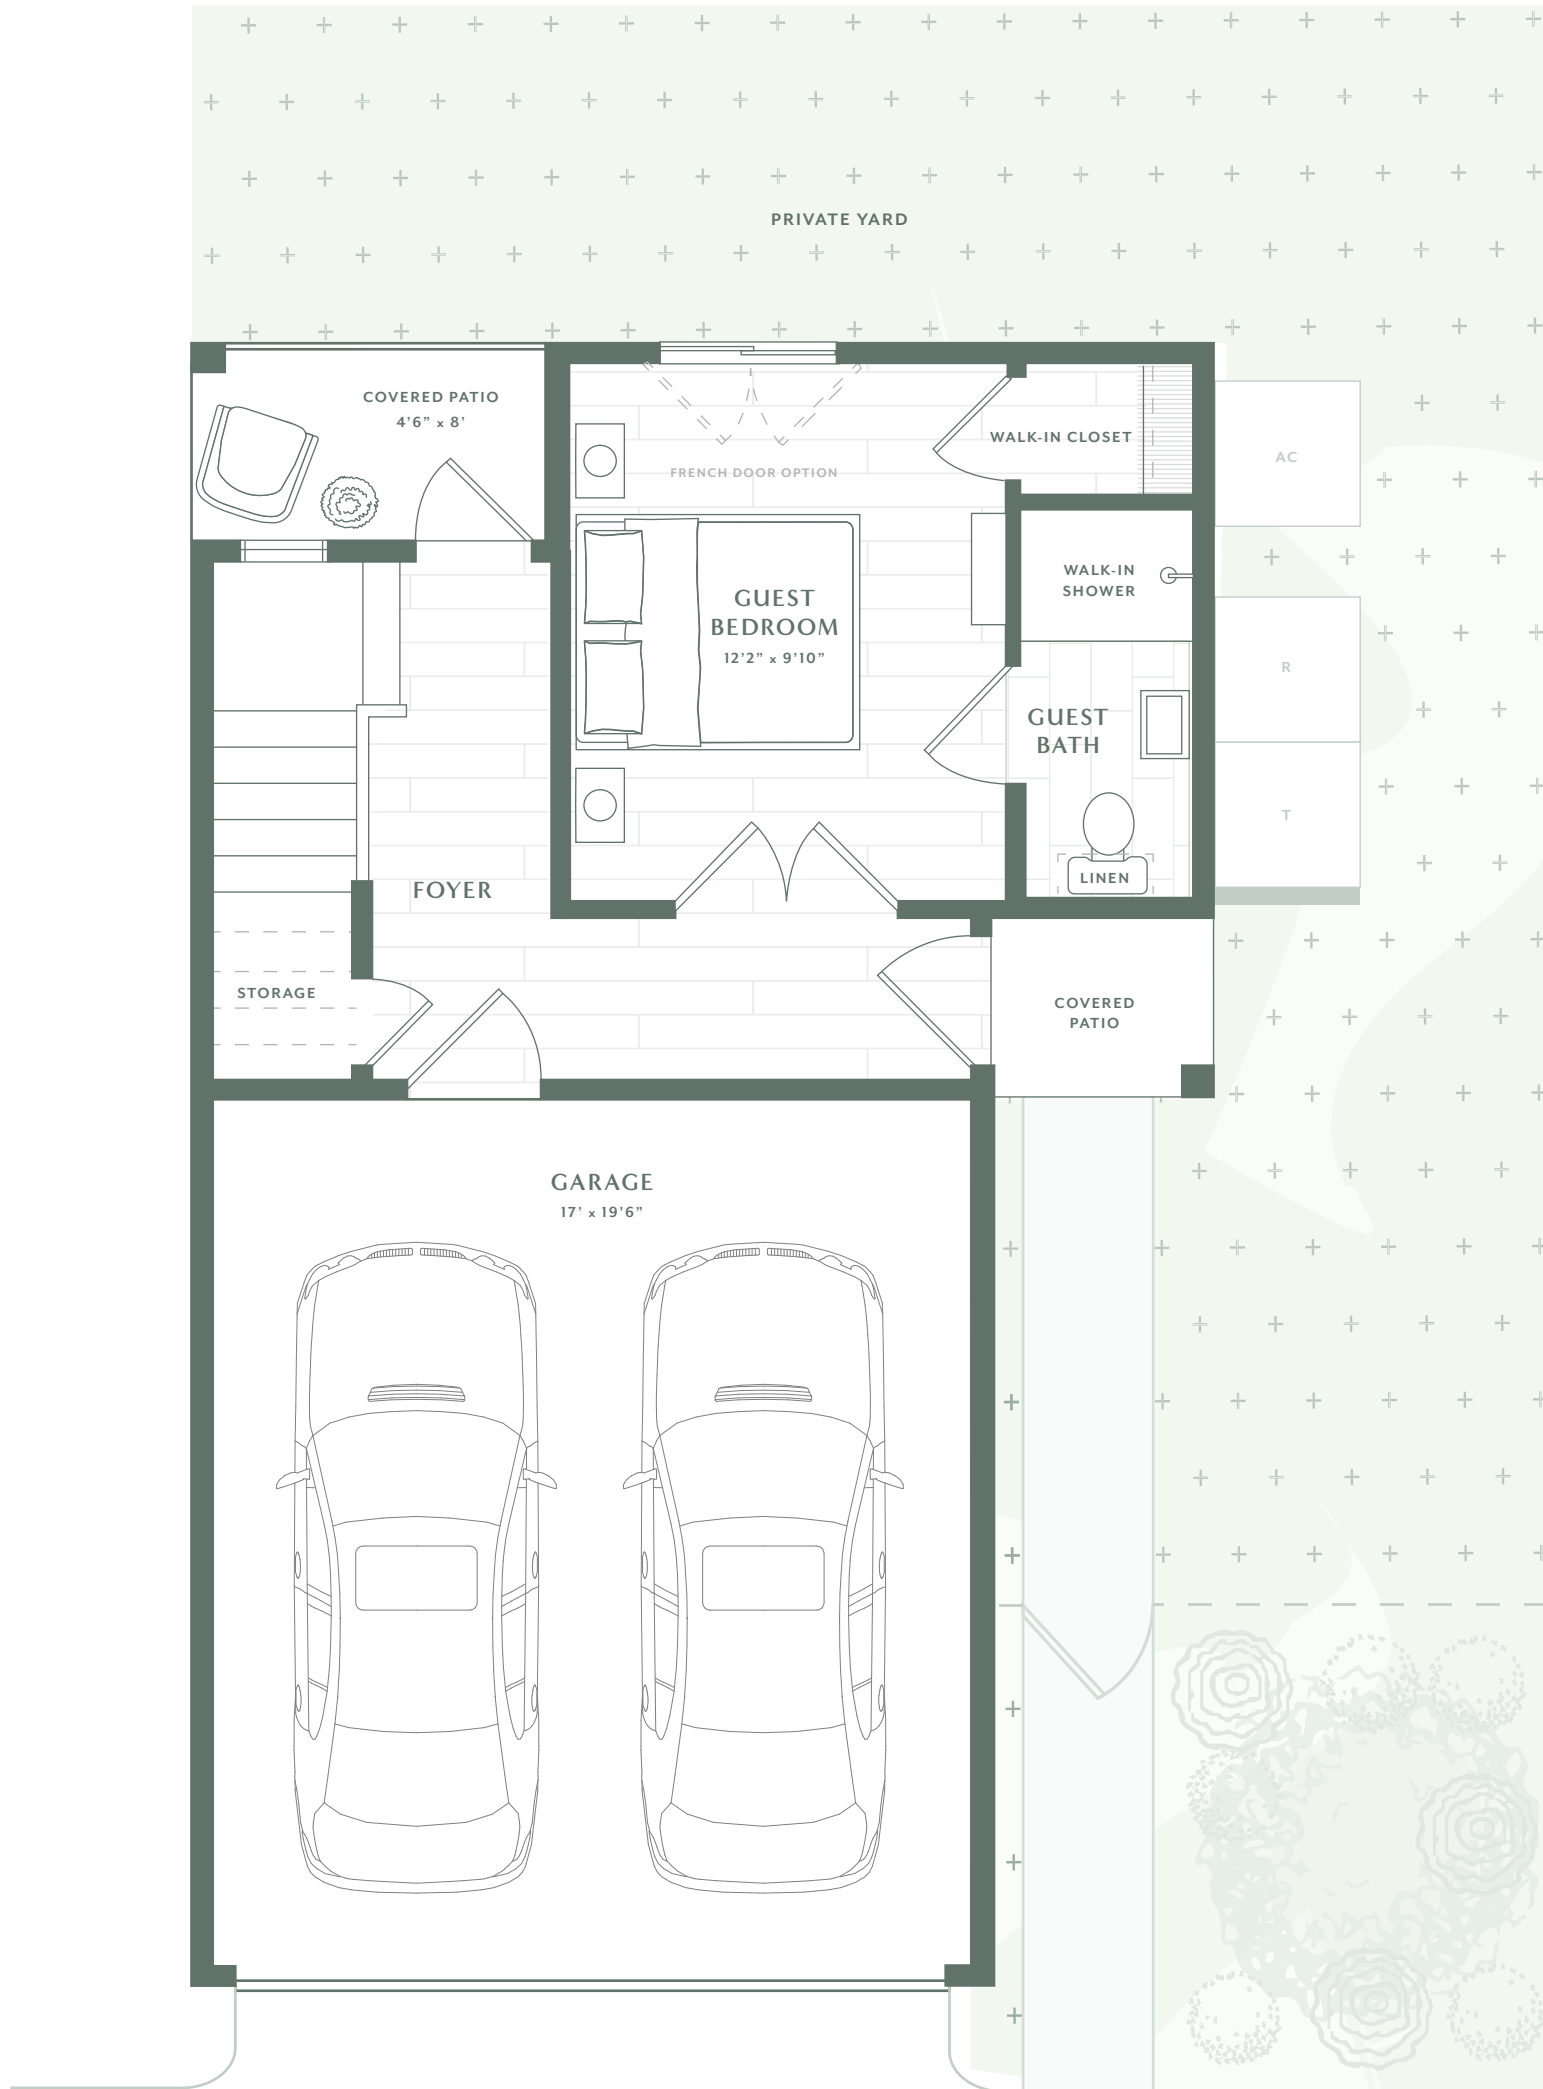 PRIVATE YARD
COVERED PATIO
4’6” x 8’
WALK-IN CLOSET
AC
FRENCH DOOR OPTION
WALK-IN
SHOWER
GUEST
BEDROOM
12’2” x 9’10”
R
GUEST
BATH
T
LINEN
FOYER
STORAGE
COVERED
PATIO
GARAGE
17’ x 19’6”